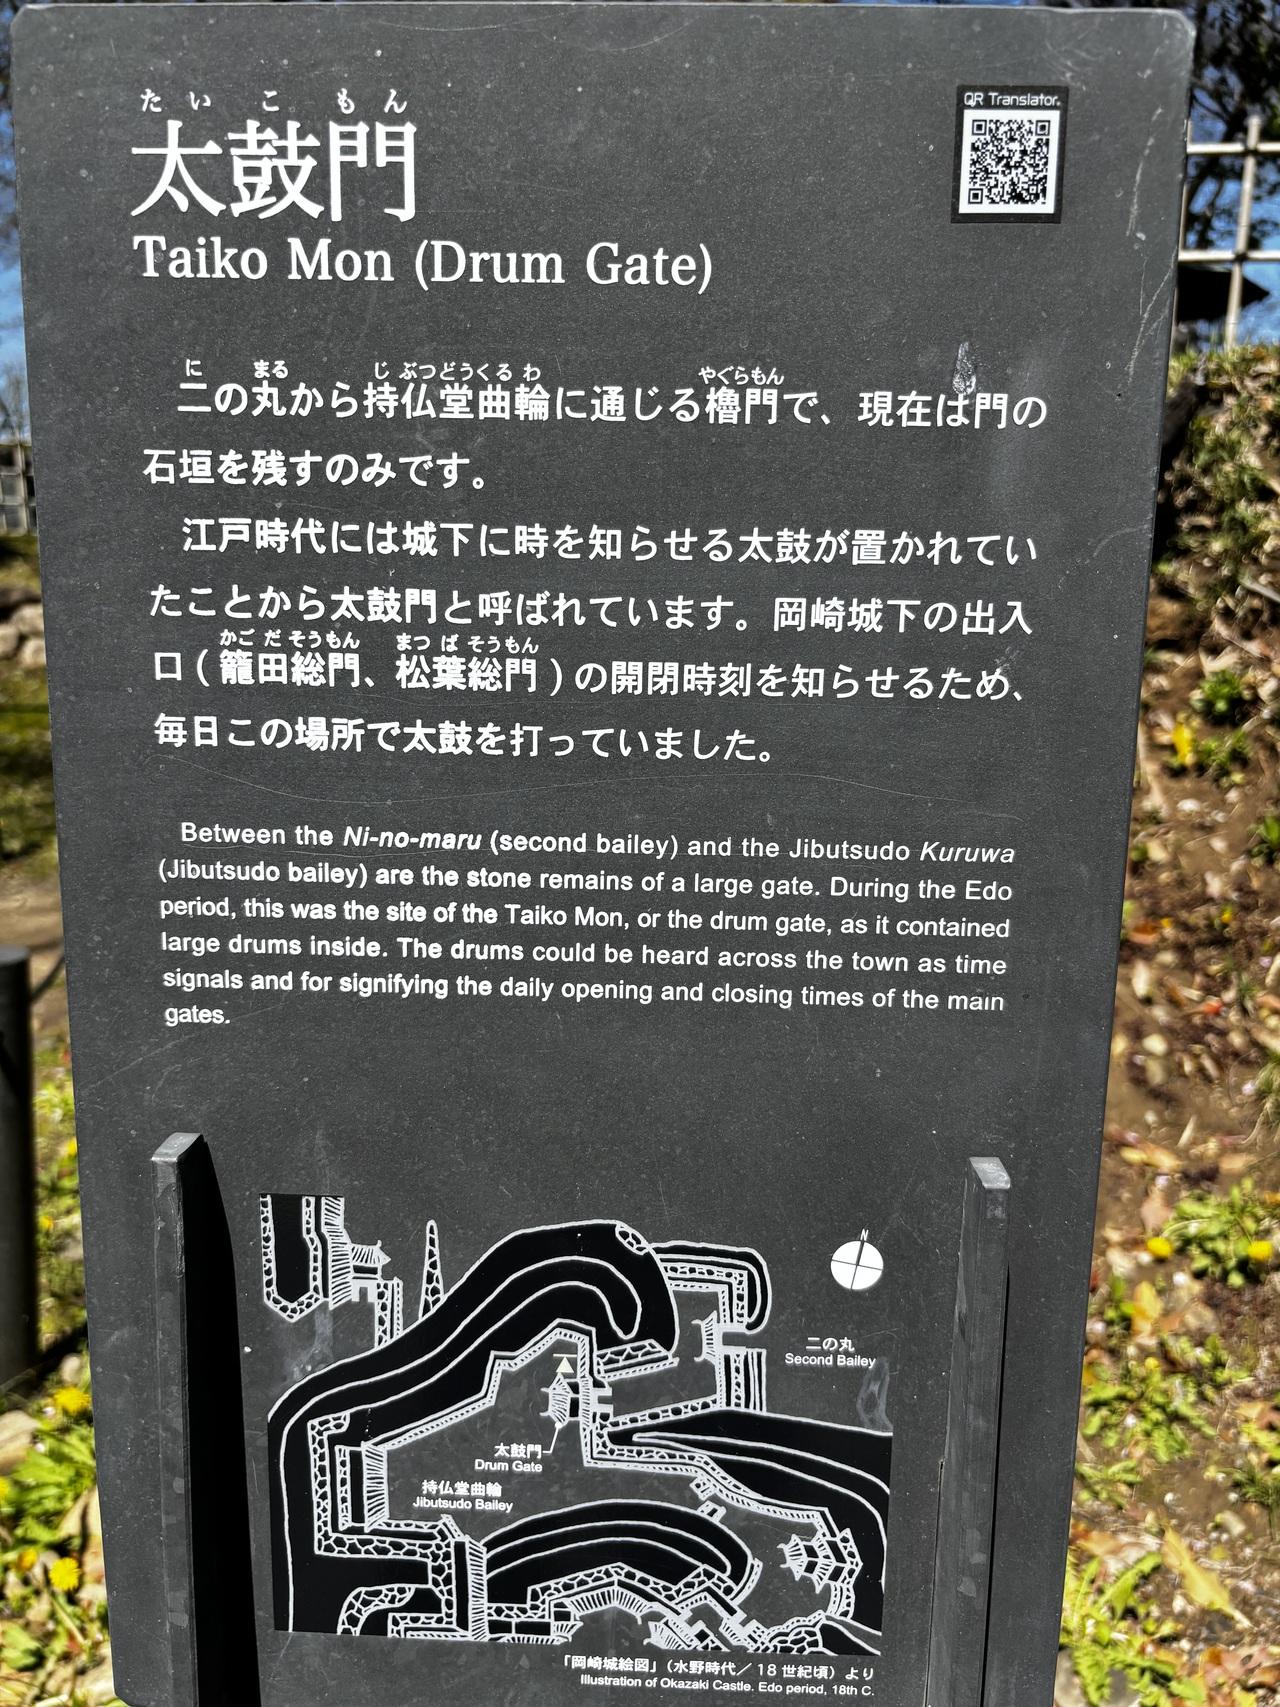 QR Translator
たいこもん
太鼓門
Taiko Mon (Drum Gate)
に まる じぶつどうくるわ やぐらもん
二の丸から持仏堂曲輪に通じる櫓門で、現在は門の
石垣を残すのみです。
江戸時代には城下に時を知らせる太鼓が置かれてい
たことから太鼓門と呼ばれています。岡崎城下の出入
かごだそうもん まつばそうもん
口(籠田総門、松葉総門)の開閉時刻を知らせるため、
毎日この場所で太鼓を打っていました。
Between the Ni-no-maru (second bailey) and the Jibutsudo Kuruwa
(Jibutsudo bailey) are the stone remains of a large gate. During the Edo
period, this was the site of the Taiko Mon, or the drum gate, as it contained
large drums inside. The drums could be heard across the town as time
signals and for signifying the daily opening and closing times of the main
gates.
N
二の丸
Second Bailey
太鼓門
Drum Gate
持仏堂曲輪
Jibutsudo Bailey
「岡崎城絵図」(水野時代/18世紀頃)より
Illustration of Okazaki Castle. Edo period, 18th C.